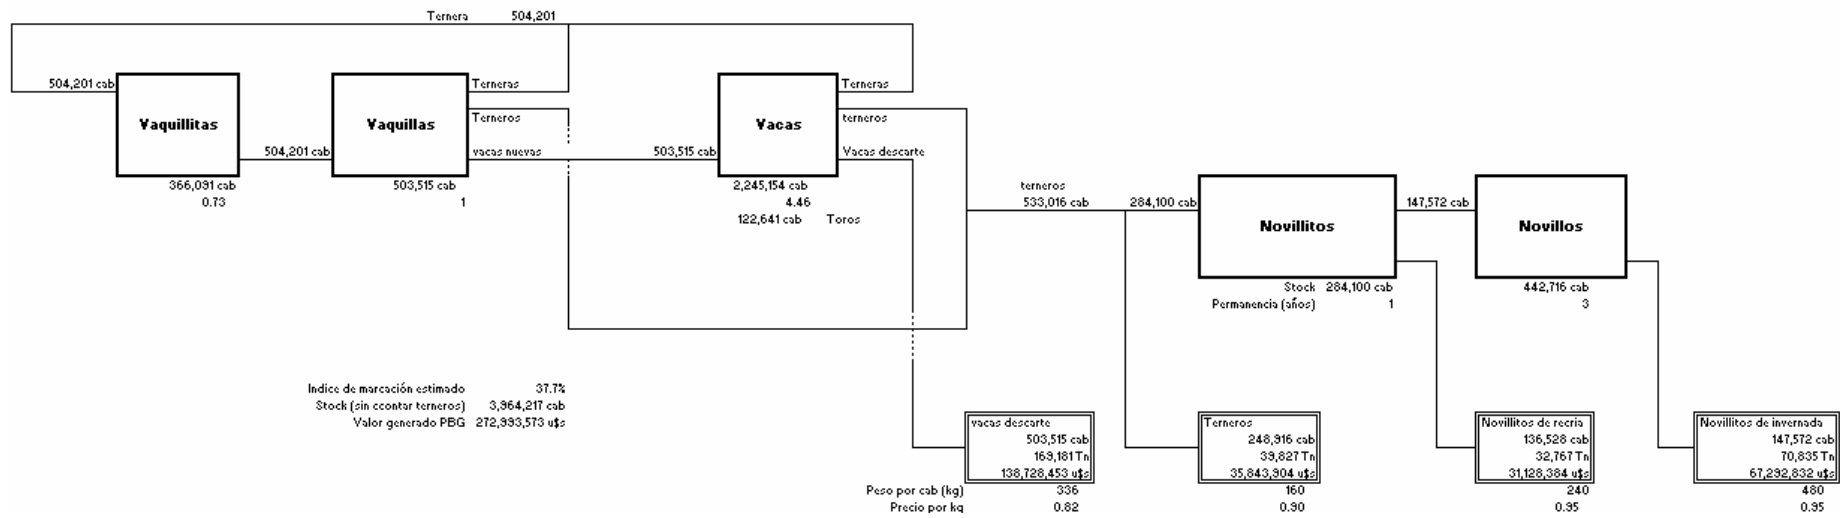 Ternera 504,201
504,201 cab
Vaquillitas
504,201 cab
366,091 cab
0.73
Vaquillas
Terneras
Terneros
vacas nuevas
503,515 cab
503,515 cab
1
Vacas
Terneras
terneros
Vacas descarte
2,245,154 cab
4.46
122,641 cab Toros
terneros
533,016 cab
284,100 cab
Novillitos
147,572 cab
Novillos
Stock 284,100 cab
Permanencia (años) 1
442,716 cab
3
Indice de marcación estimado 37.7%
Stock (sin ccontar terneros) 3,964,217 cab
Valor generado PBG 272,993,573 u$s
vacas descarte
503,515 cab
169,181 Tn
138,728,453 u$s
Terneros
248,916 cab
39,827 Tn
35,843,904 u$s
Novillitos de recria
136,528 cab
32,767 Tn
31,128,384 u$s
Novillitos de invernada
147,572 cab
70,835 Tn
67,292,832 u$s
Peso por cab (kg) 336 160 240 480
Precio por kg 0.82 0.90 0.95 0.95